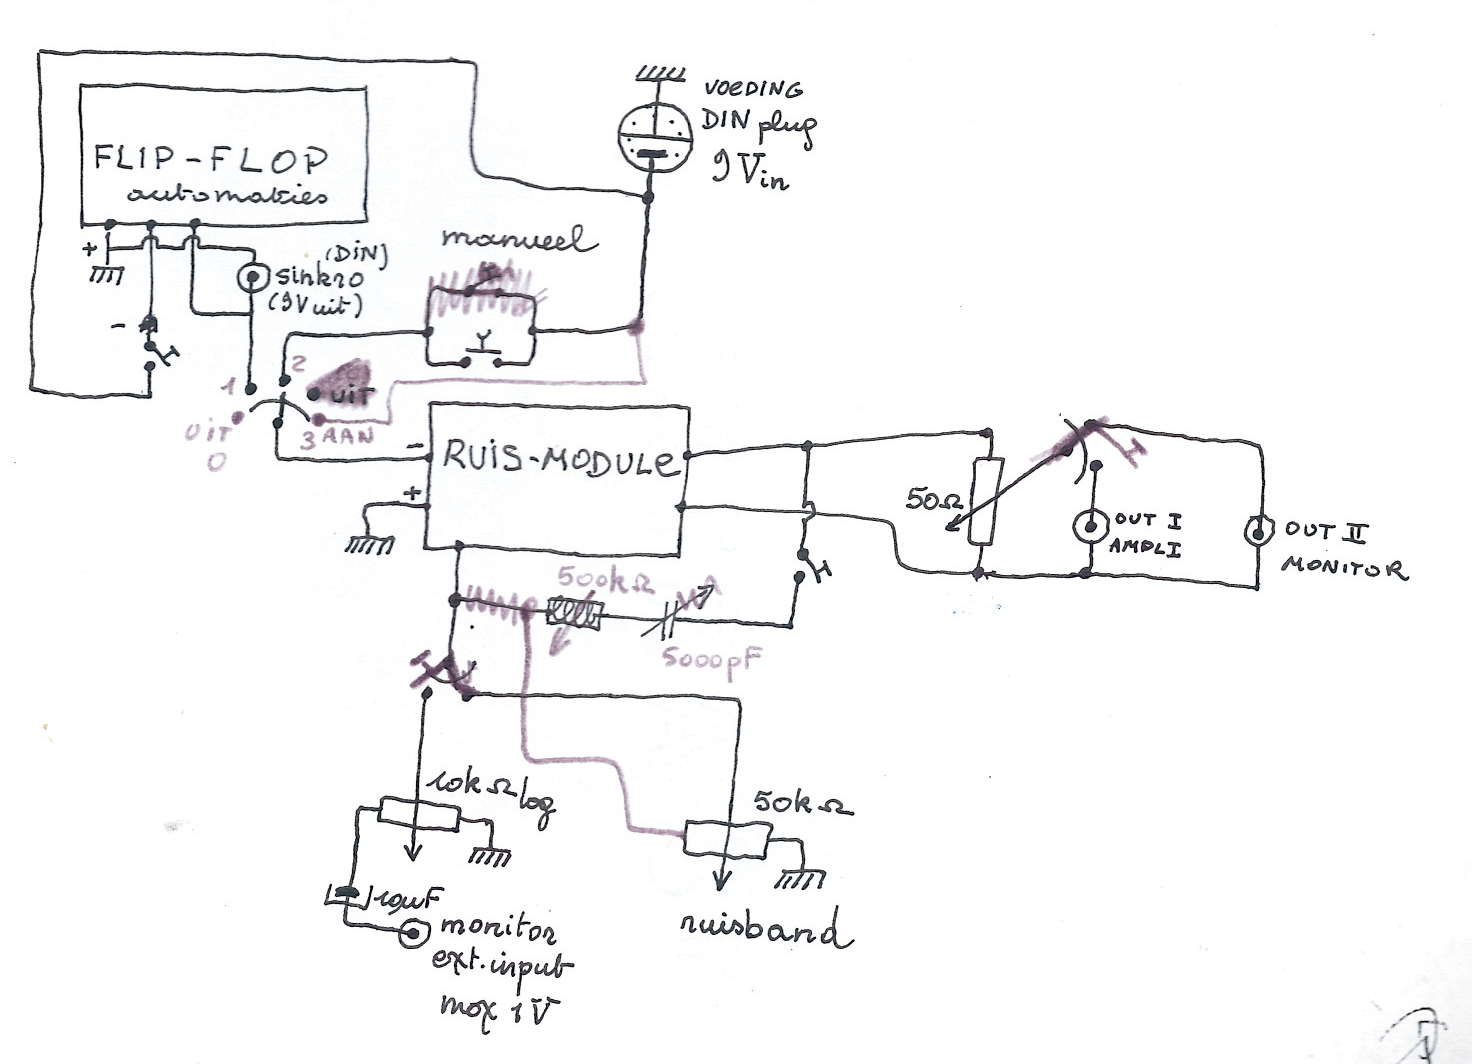 VOEDING
DIN plug
9 Vin
FLIP-FLOP
automaties
+
(DIN)
sinkro
(9V uit)
-
manueel
1
2
UIT
UIT
0
3 AAN
-
RUIS-MODULE
+
50Ω
OUT I
AMPLI
OUT II
MONITOR
500kΩ
5000pF
10kΩ log
50kΩ
10µF
monitor
ext. input
max 1V
ruisband